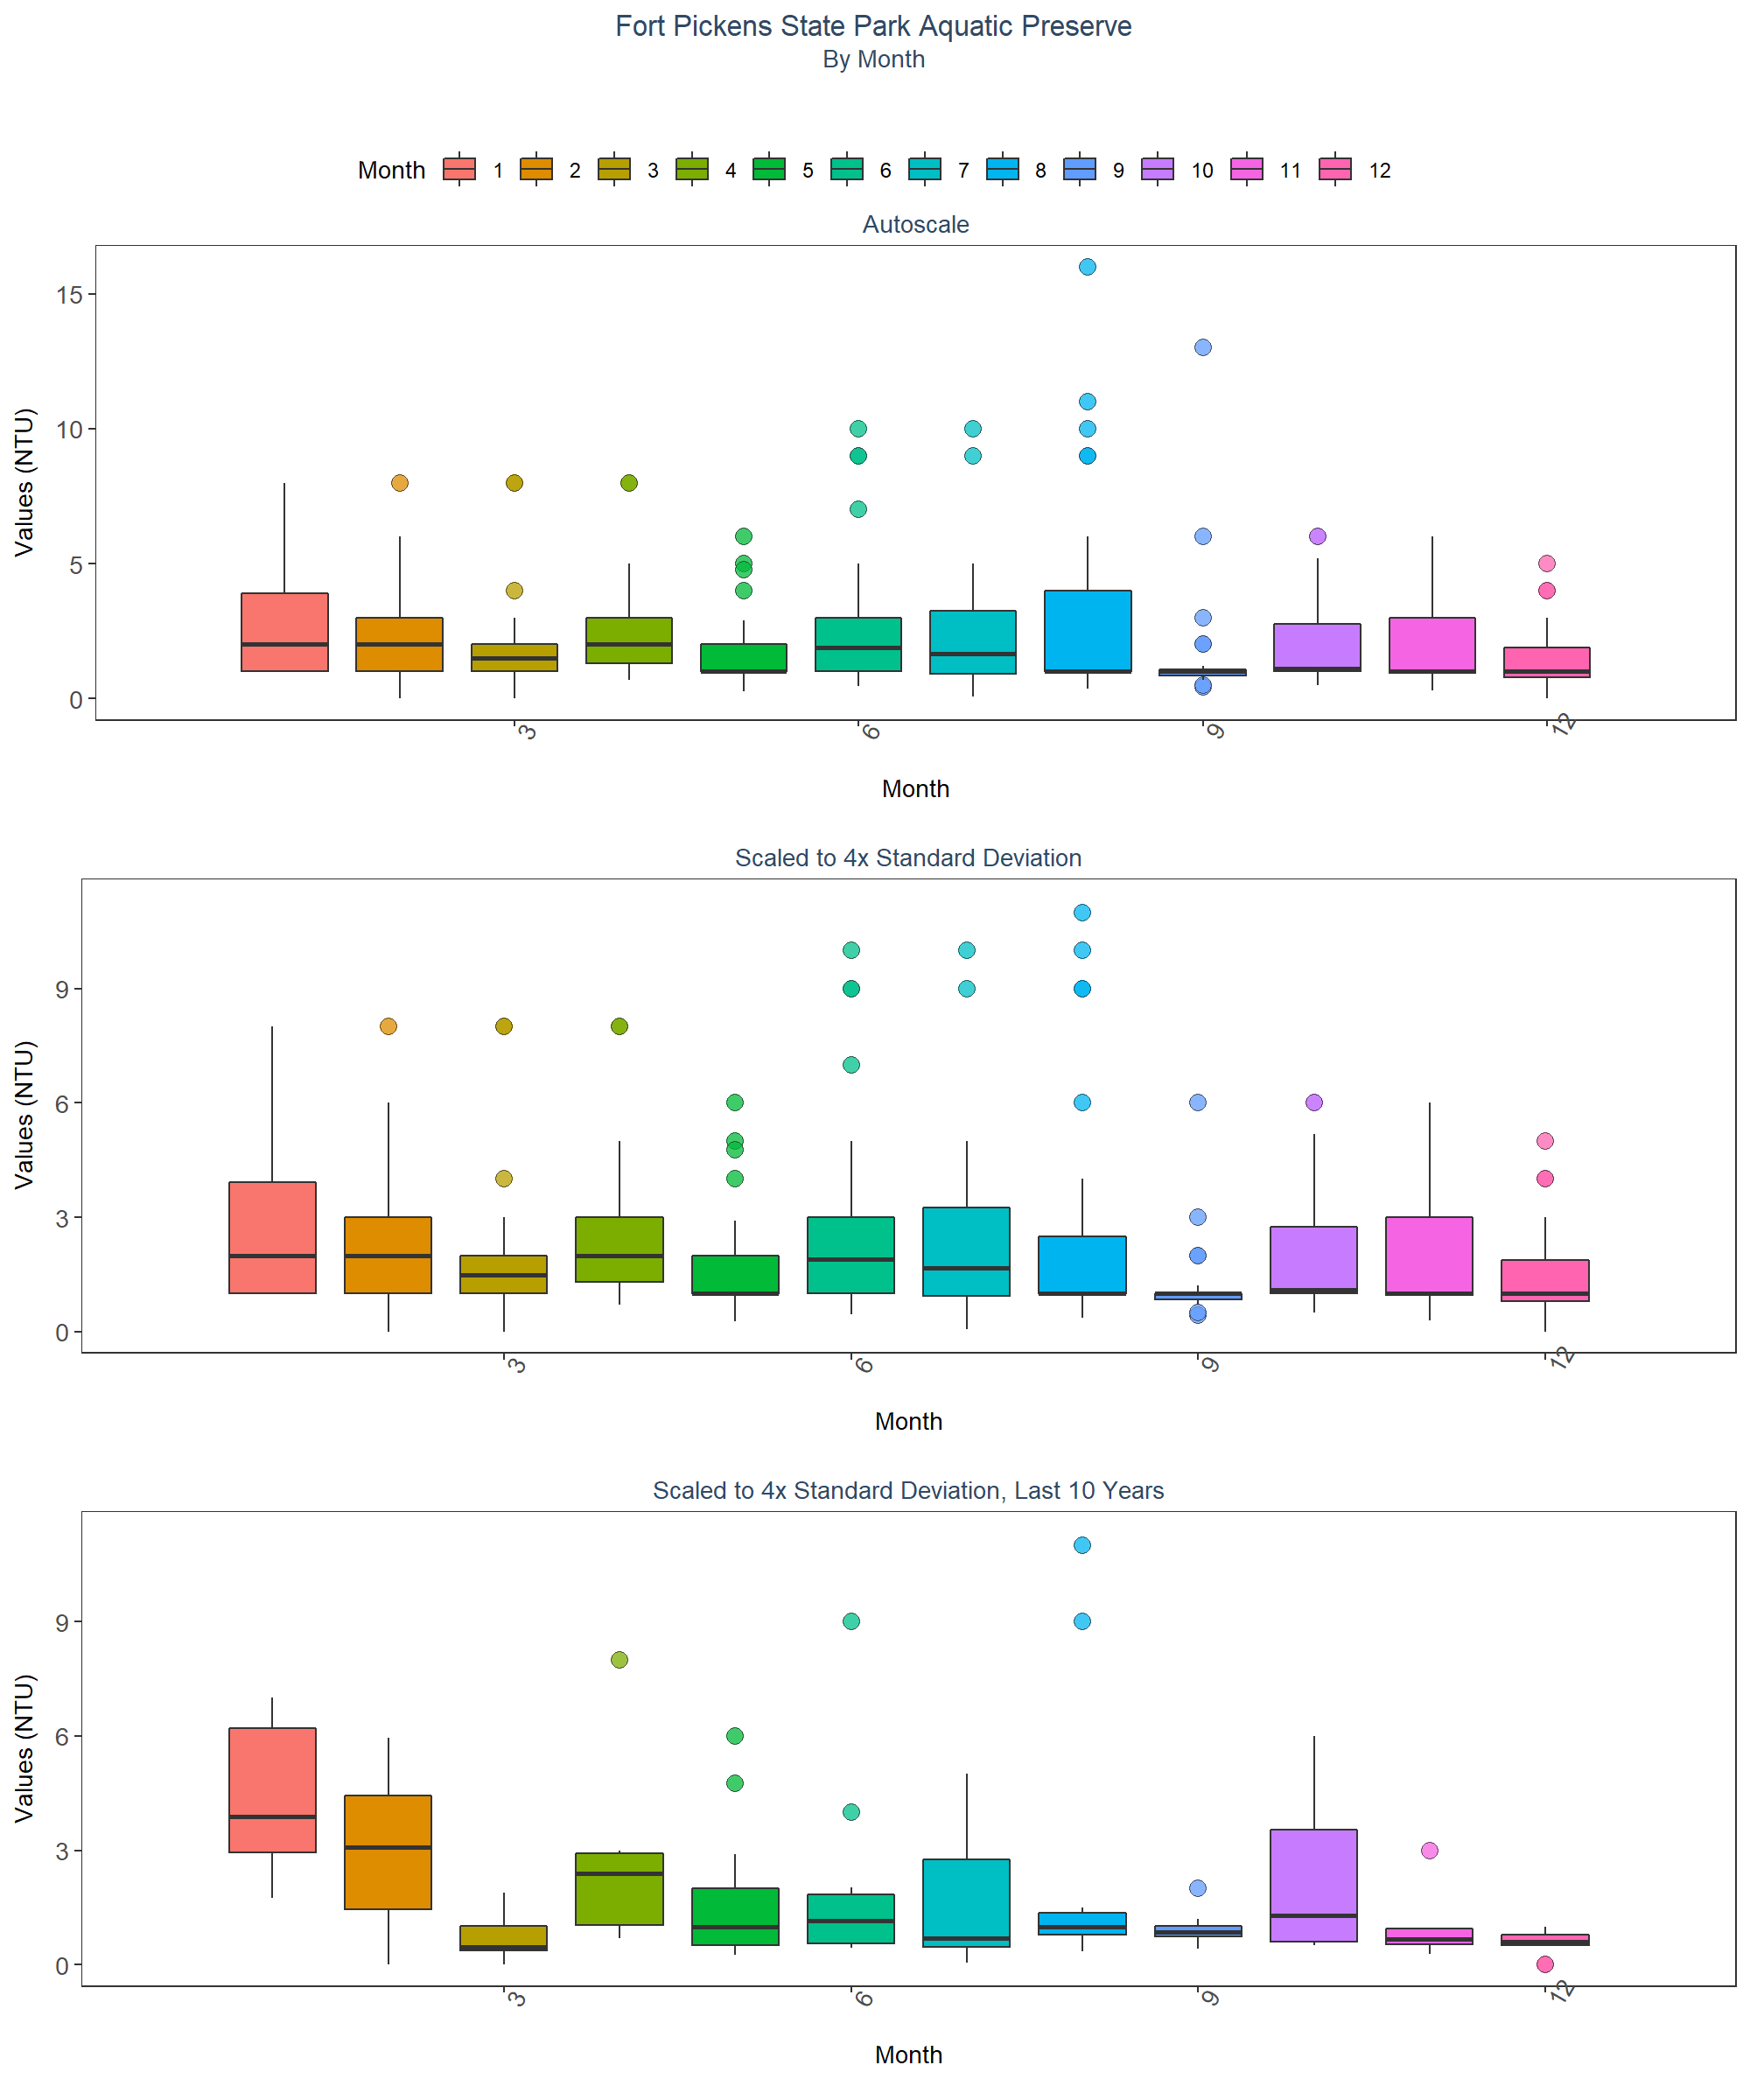 Fort Pickens State Park Aquatic Preserve
By Month
Month 1 2 3 4 5 6 7 8 9 10 11 12
Autoscale
Values (NTU)
15
10
5
0
3 6 9 12
Month
Scaled to 4x Standard Deviation
Values (NTU)
9
6
3
0
3 6 9 12
Month
Scaled to 4x Standard Deviation, Last 10 Years
Values (NTU)
9
6
3
0
3 6 9 12
Month